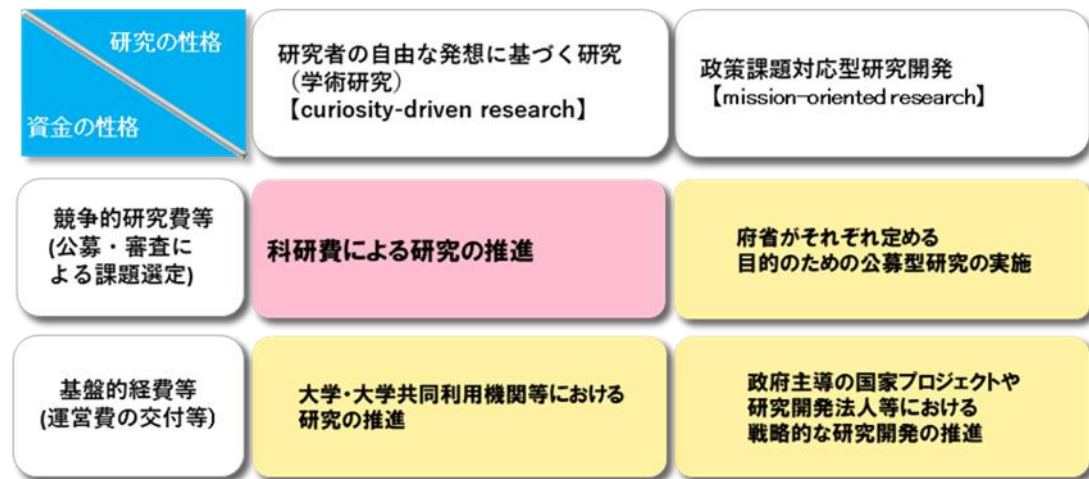 研究の性格
資金の性格
研究者の自由な発想に基づく研究
（学術研究）
【curiosity-driven research】
政策課題対応型研究開発
【mission-oriented research】
競争的研究費等
(公募・審査に
よる課題選定)
科研費による研究の推進
府省がそれぞれ定める
目的のための公募型研究の実施
基盤的経費等
(運営費の交付等)
大学・大学共同利用機関等における
研究の推進
政府主導の国家プロジェクトや
研究開発法人等における
戦略的な研究開発の推進